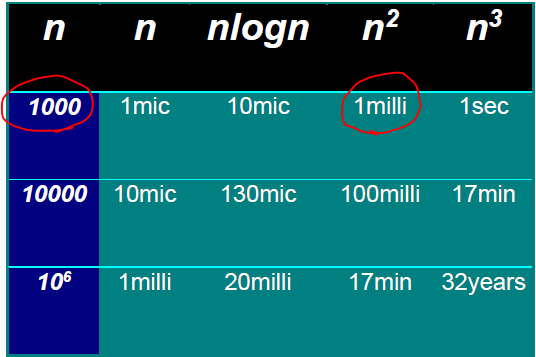 n n nlogn n² n³
1000 1mic 10mic 1milli 1sec
10000 10mic 130mic 100milli 17min
10⁶ 1milli 20milli 17min 32years